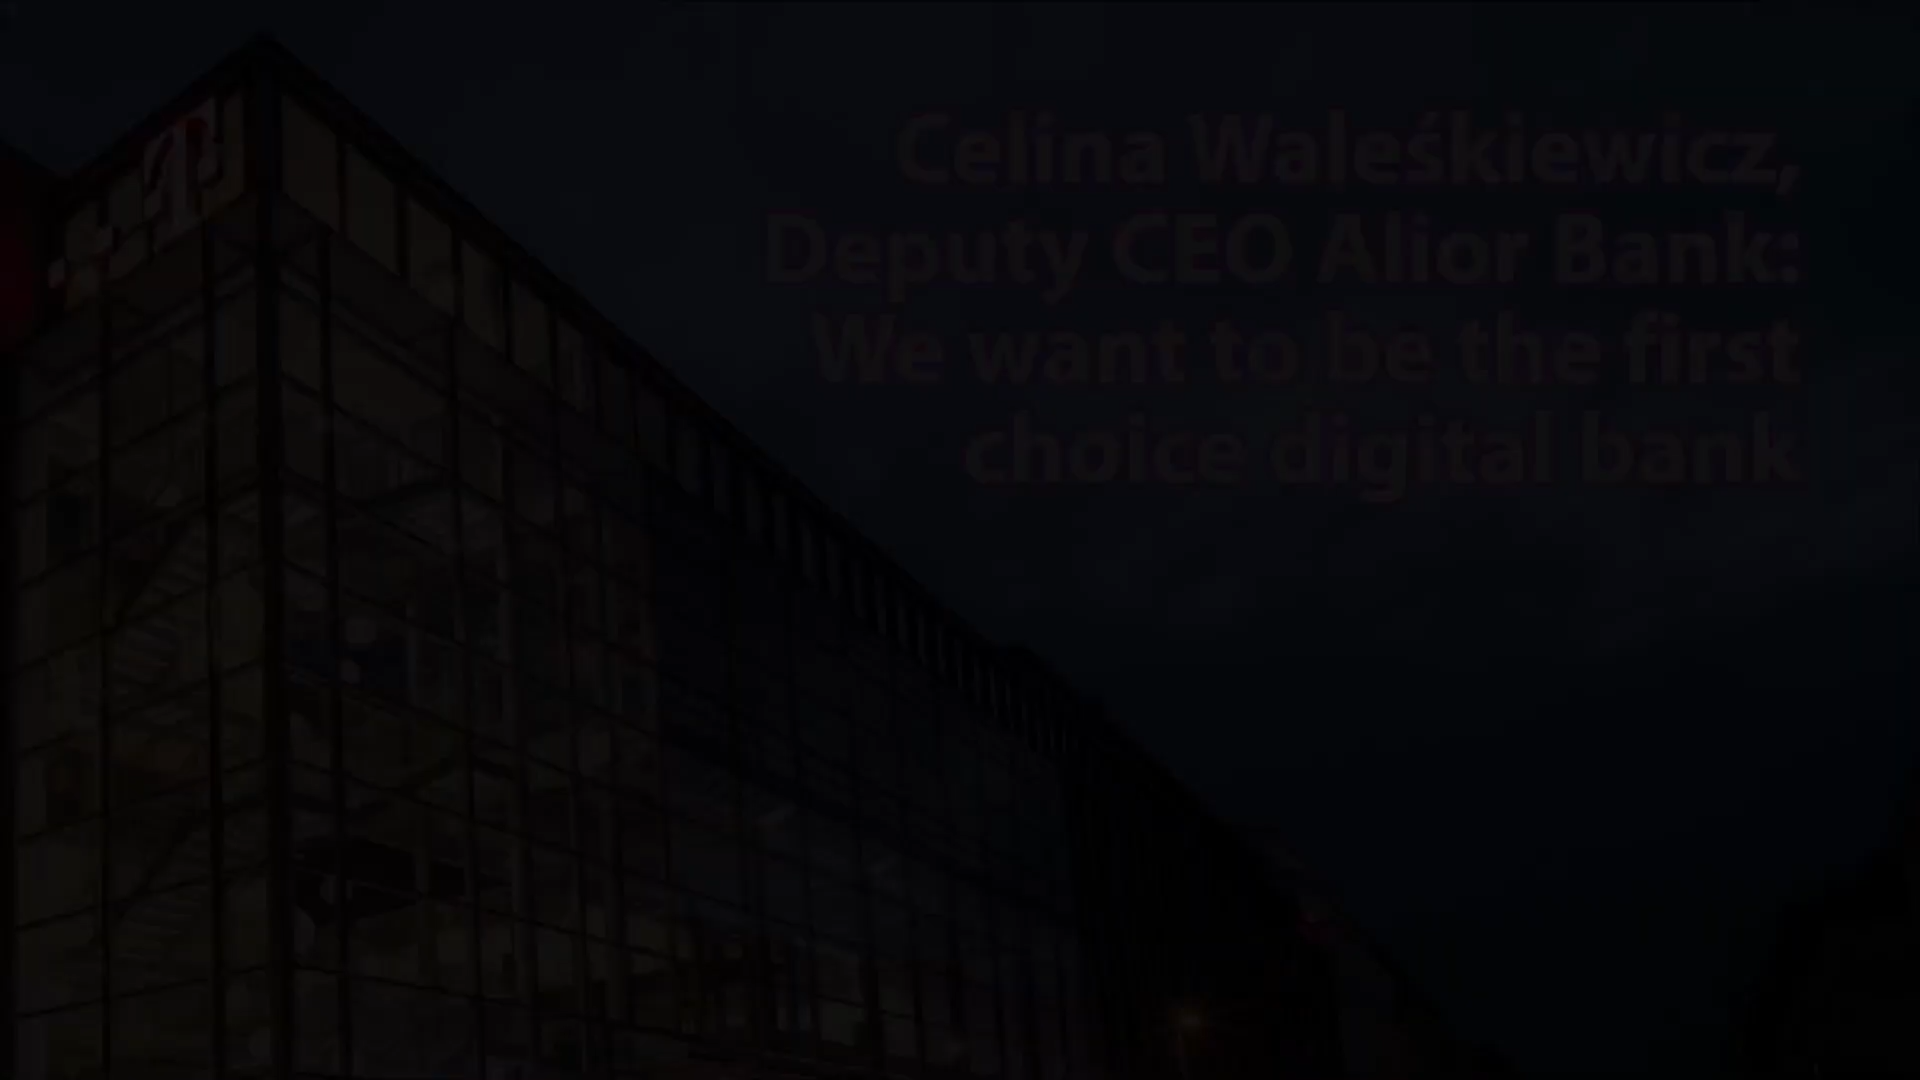 Celina Waleśkiewicz,
Deputy CEO Alior Bank:
We want to be the first
choice digital bank